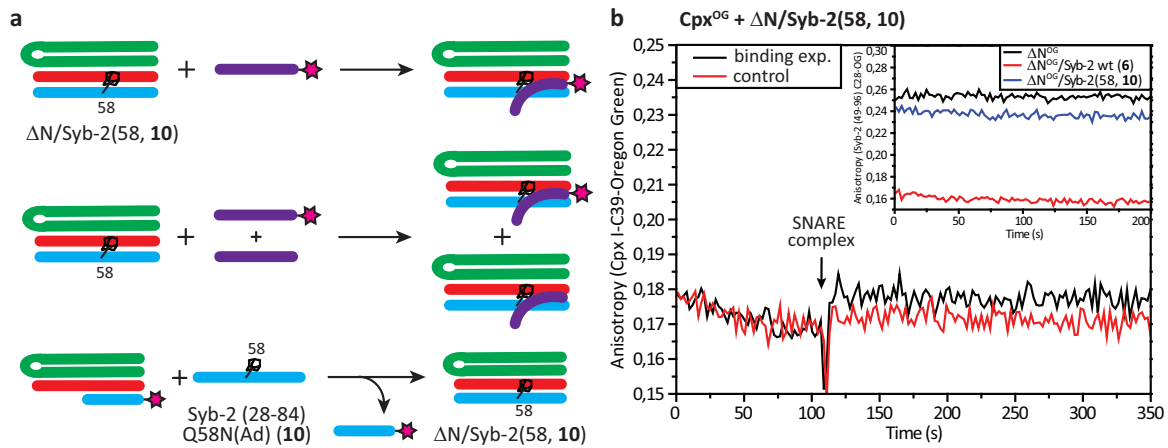 a
58
ΔN/Syb-2(58, 10)
+
58
+
+
+
58
+
Syb-2 (28-84)
Q58N(Ad) (10)
58
ΔN/Syb-2(58, 10)
b
Cpx^OG + ΔN/Syb-2(58, 10)
Anisotropy (Cpx I-C39-Oregon Green)
0,25
0,24
0,23
0,22
0,21
0,20
0,19
0,18
0,17
0,16
0,15
binding exp.
control
SNARE
complex
0 50 100 150 200 250 300 350
Time (s)
Anisotropy (Syb-2 (49-96) C28-OG)
0,30
0,28
0,24
0,20
0,16
0,12
ΔN^OG
ΔN^OG/Syb-2 wt (6)
ΔN^OG/Syb-2(58, 10)
0 50 100 150 200
Time (s)